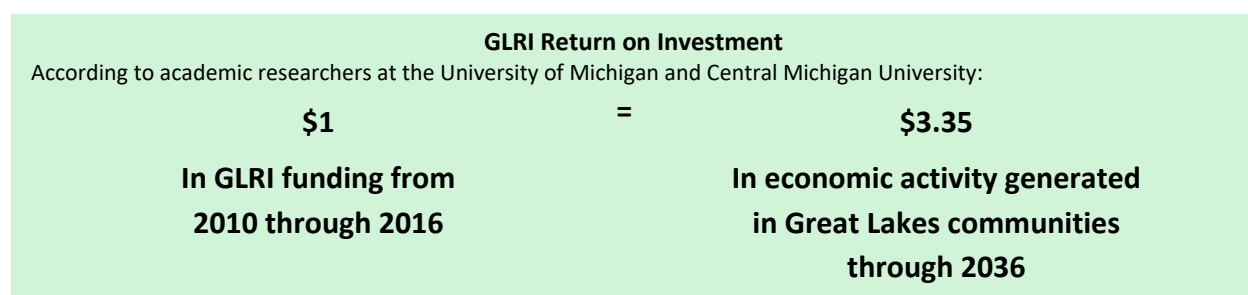 GLRI Return on Investment
According to academic researchers at the University of Michigan and Central Michigan University:
$1 = $3.35
In GLRI funding from
2010 through 2016
In economic activity generated
in Great Lakes communities
through 2036